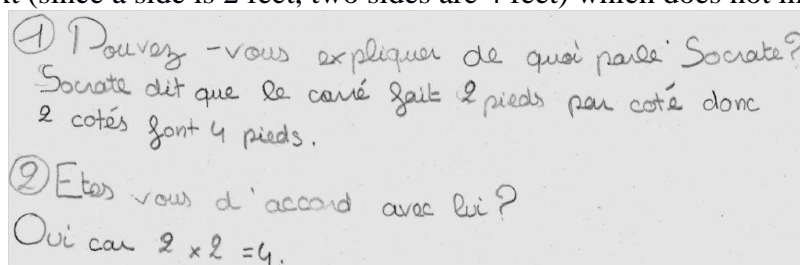 (since a side is 2 feet, two sides are 4 feet) which does not
① Pouvez-vous expliquer de quoi parle Socrate?
Socrate dit que le carré fait 2 pieds par coté donc
2 cotés font 4 pieds.
② Etes vous d'accord avec lui?
Oui car 2 x 2 = 4.